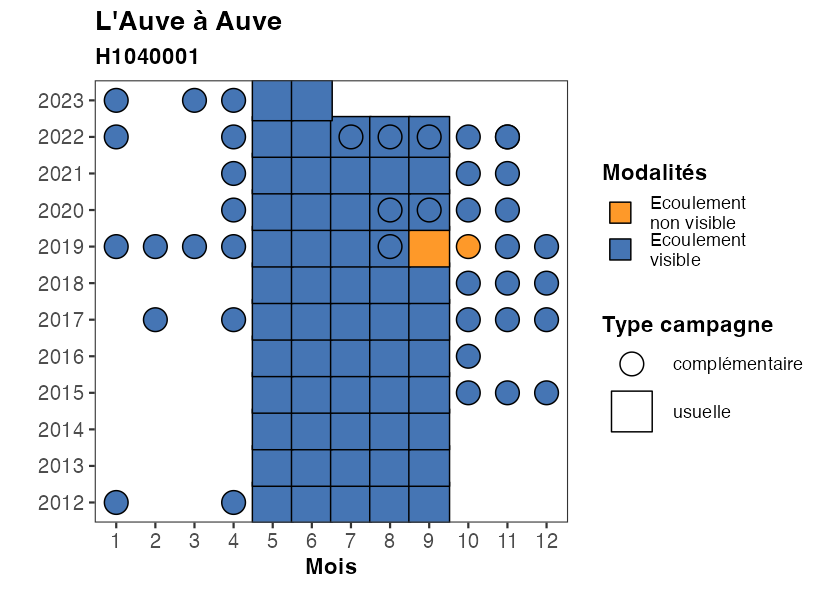 L'Auve à Auve
H1040001
2023
2022
2021
2020
2019
2018
2017
2016
2015
2014
2013
2012
1 2 3 4 5 6 7 8 9 10 11 12
Mois
Modalités
Ecoulement
non visible
Ecoulement
visible
Type campagne
complémentaire
usuelle